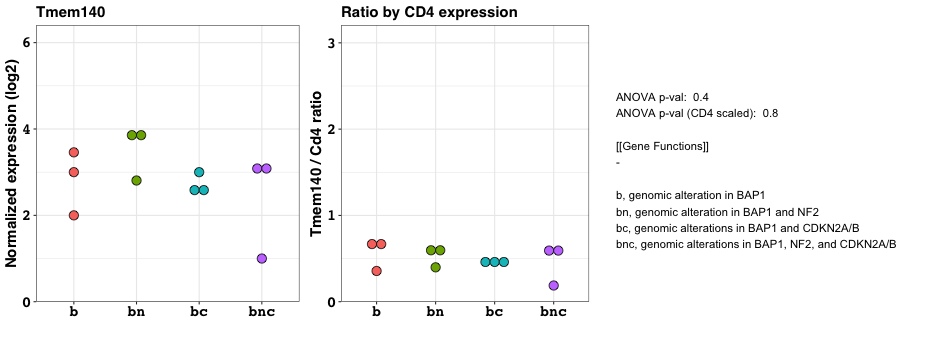 Tmem140
Normalized expression (log2)
6
4
2
0
b
bn
bc
bnc
Ratio by CD4 expression
Tmem140 / Cd4 ratio
3
2
1
0
b
bn
bc
bnc
ANOVA p-val:  0.4
ANOVA p-val (CD4 scaled):  0.8
[[Gene Functions]]
-
b, genomic alteration in BAP1
bn, genomic alteration in BAP1 and NF2
bc, genomic alterations in BAP1 and CDKN2A/B
bnc, genomic alterations in BAP1, NF2, and CDKN2A/B